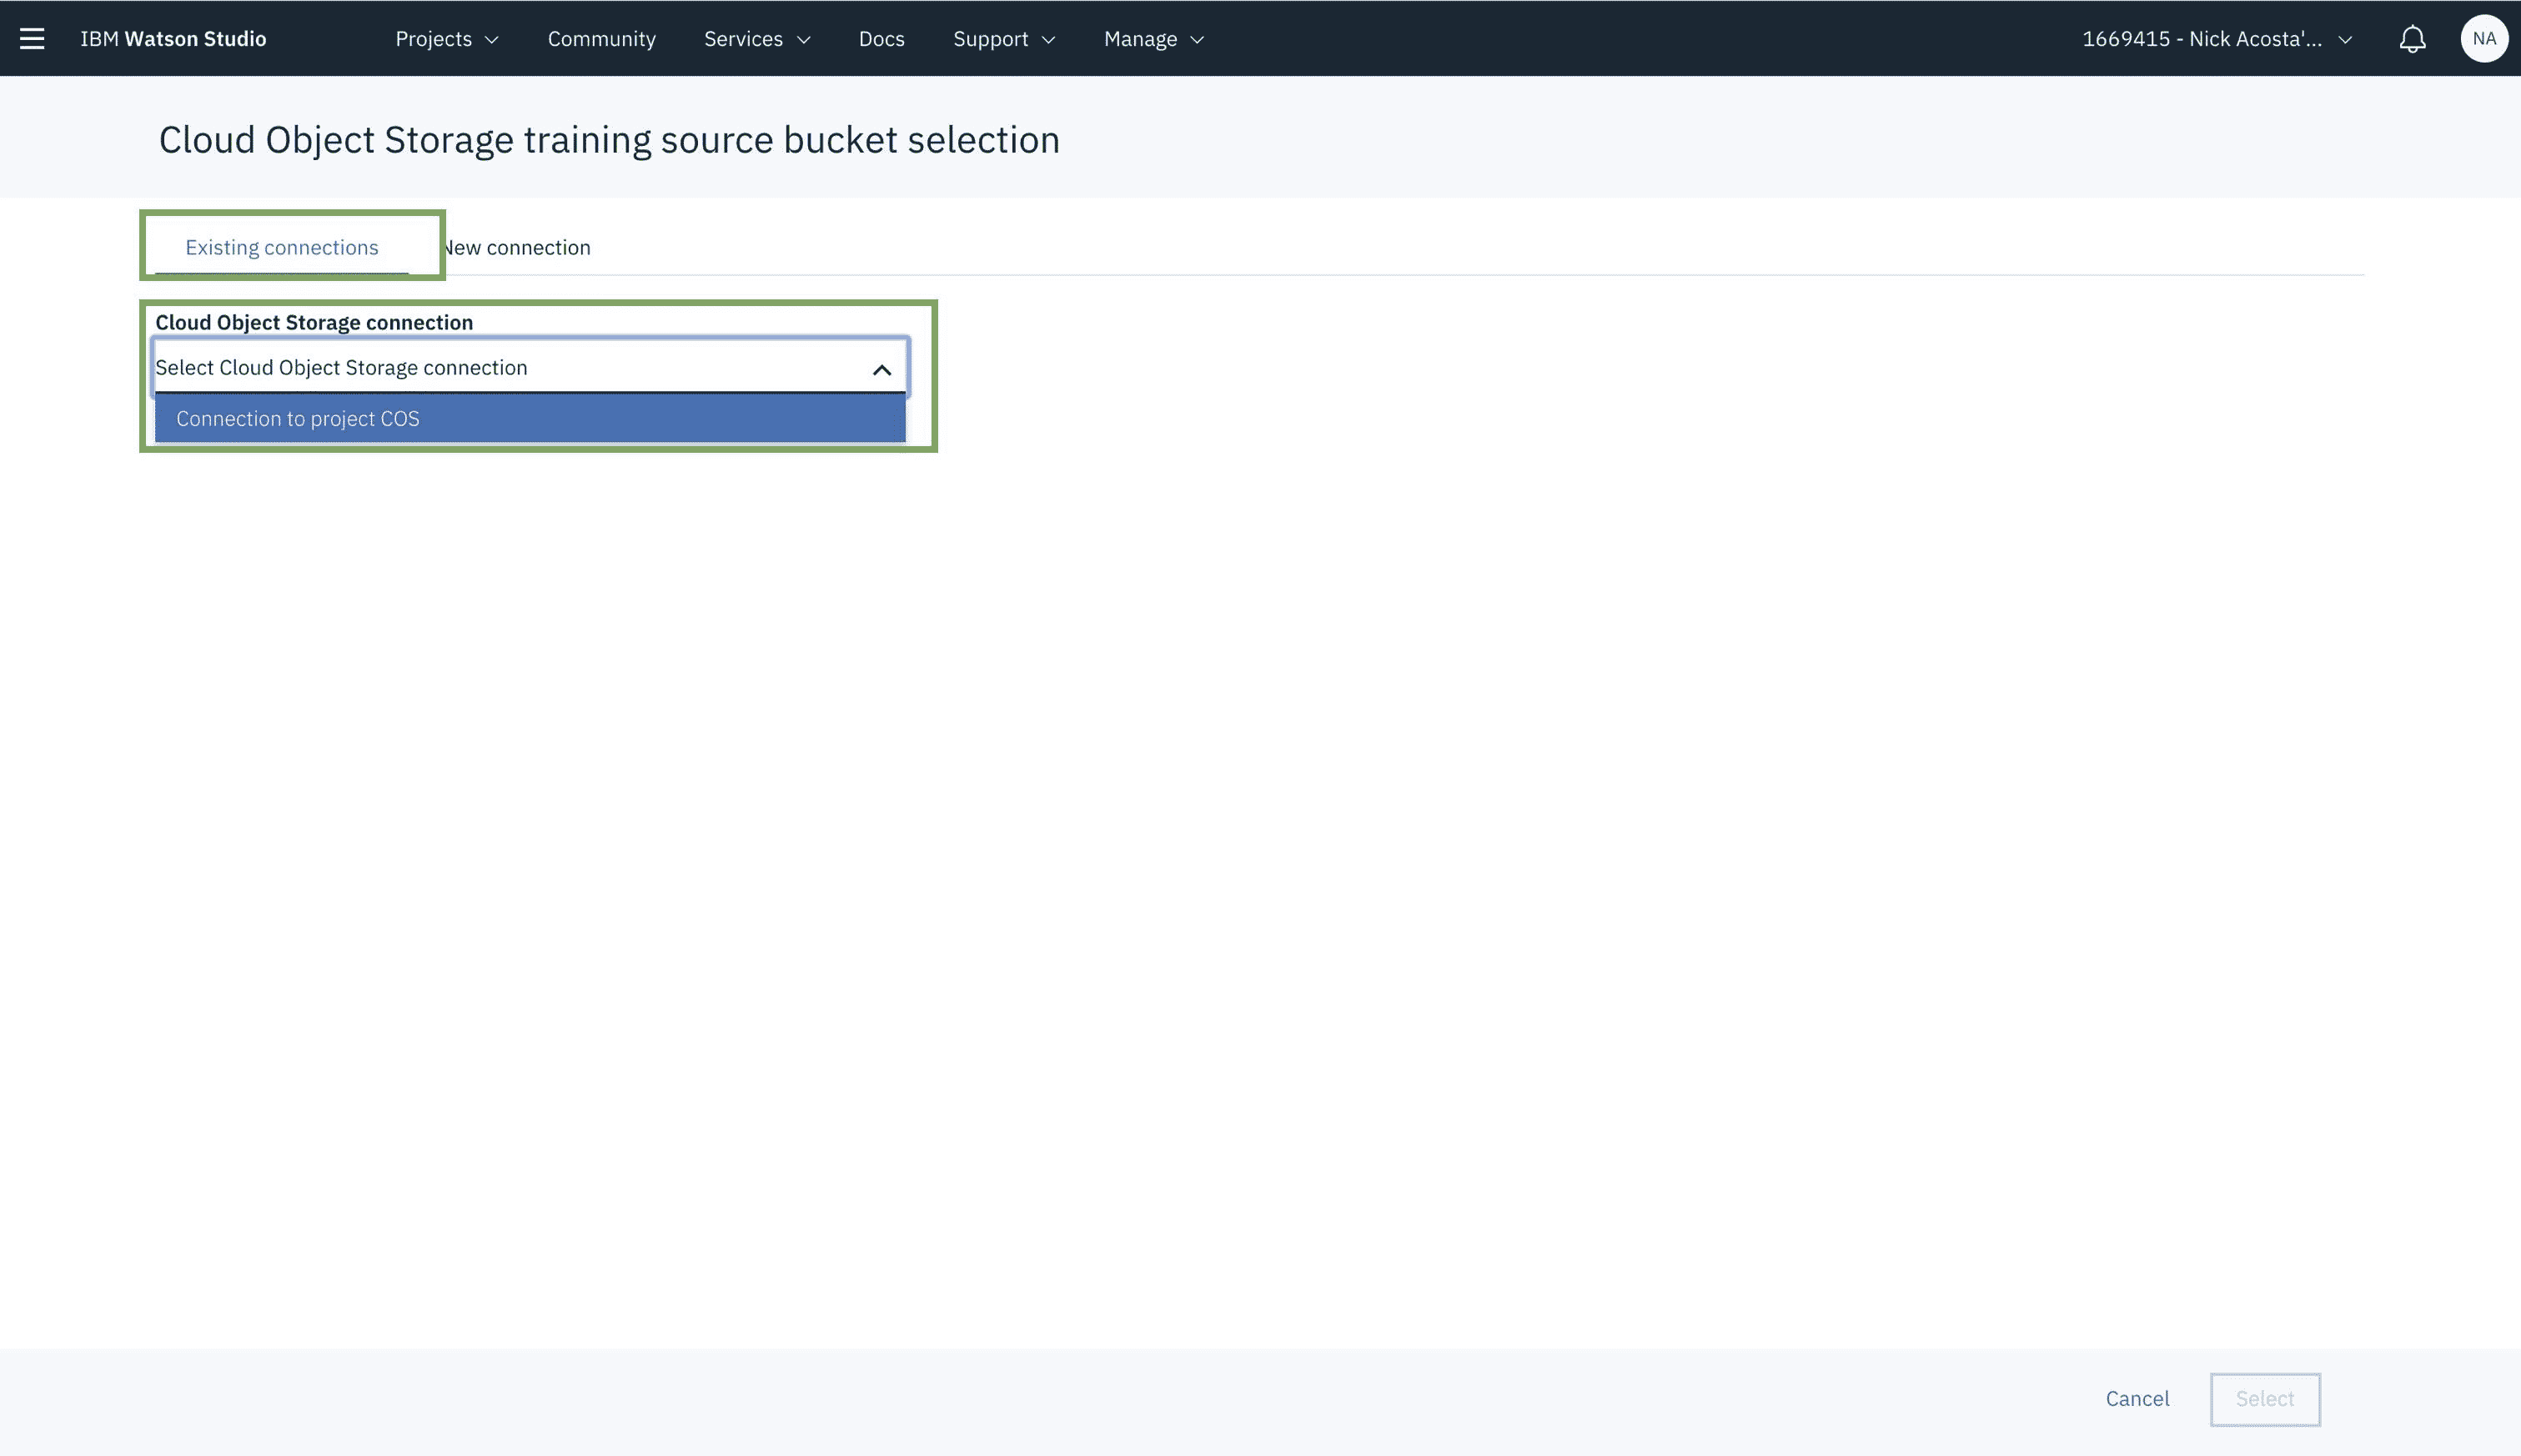 IBM Watson Studio Projects Community Services Docs Support Manage 1669415 - Nick Acosta'... NA
Cloud Object Storage training source bucket selection
Existing connections New connection
Cloud Object Storage connection
Select Cloud Object Storage connection
Connection to project COS
Cancel Select